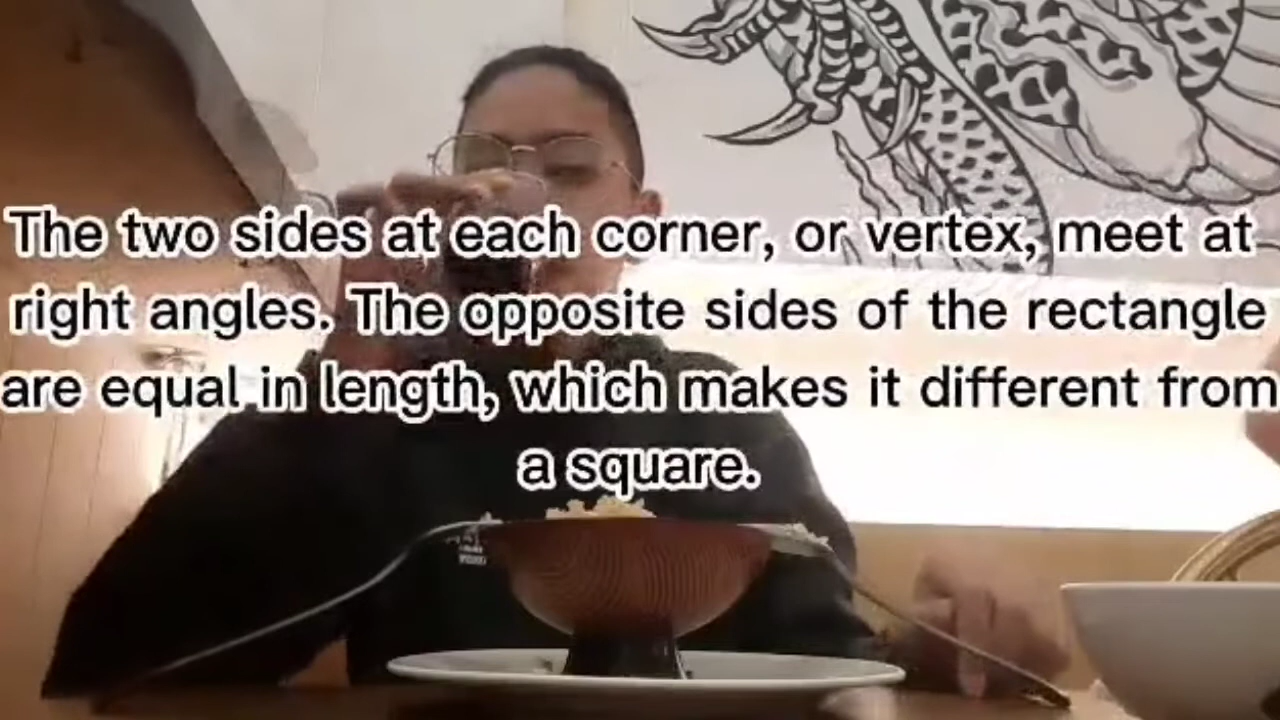 The two sides at each corner, or vertex, meet at
right angles. The opposite sides of the rectangle
are equal in length, which makes it different from
a square.